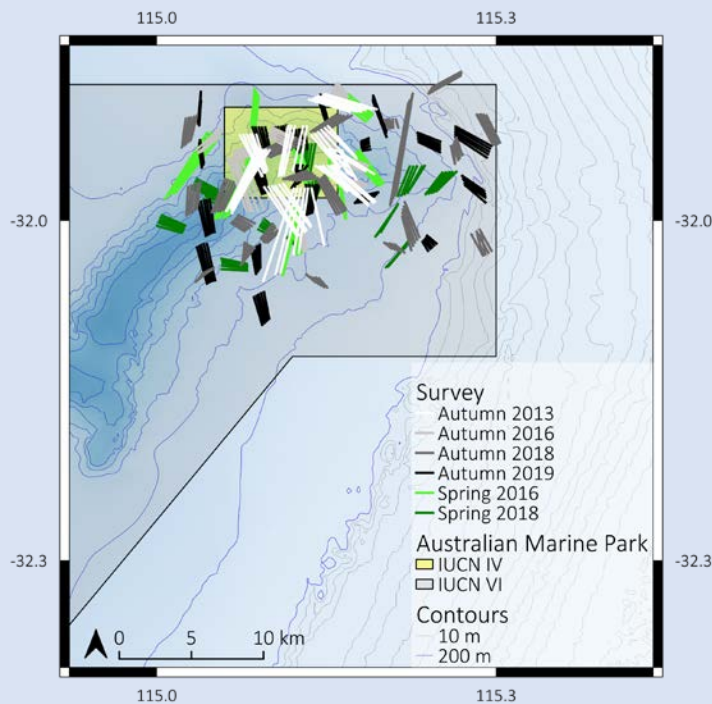 115.0
115.3
-32.0
-32.0
Survey
Autumn 2013
Autumn 2016
Autumn 2018
Autumn 2019
Spring 2016
Spring 2018
Australian Marine Park
IUCN IV
-32.3
-32.3
IUCN VI
Contours
0
5
10 km
10 m
200 m
115.0
115.3